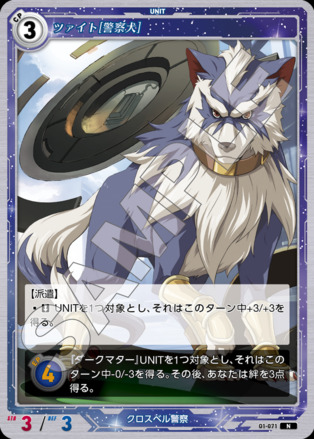 UNIT
CP
3
ツァイト[警察犬]
SAMPLE
【派遣】
UNITを1つ対象とし、それはこのターン中+3/+3を
得る。
4
『ダークマター』UNITを1つ対象とし、それはこのター
ン中-0/-3を得る。その後、あなたは絆を3点
得る。
ATK 3 / DEF 3
クロスベル警察
01-071 N